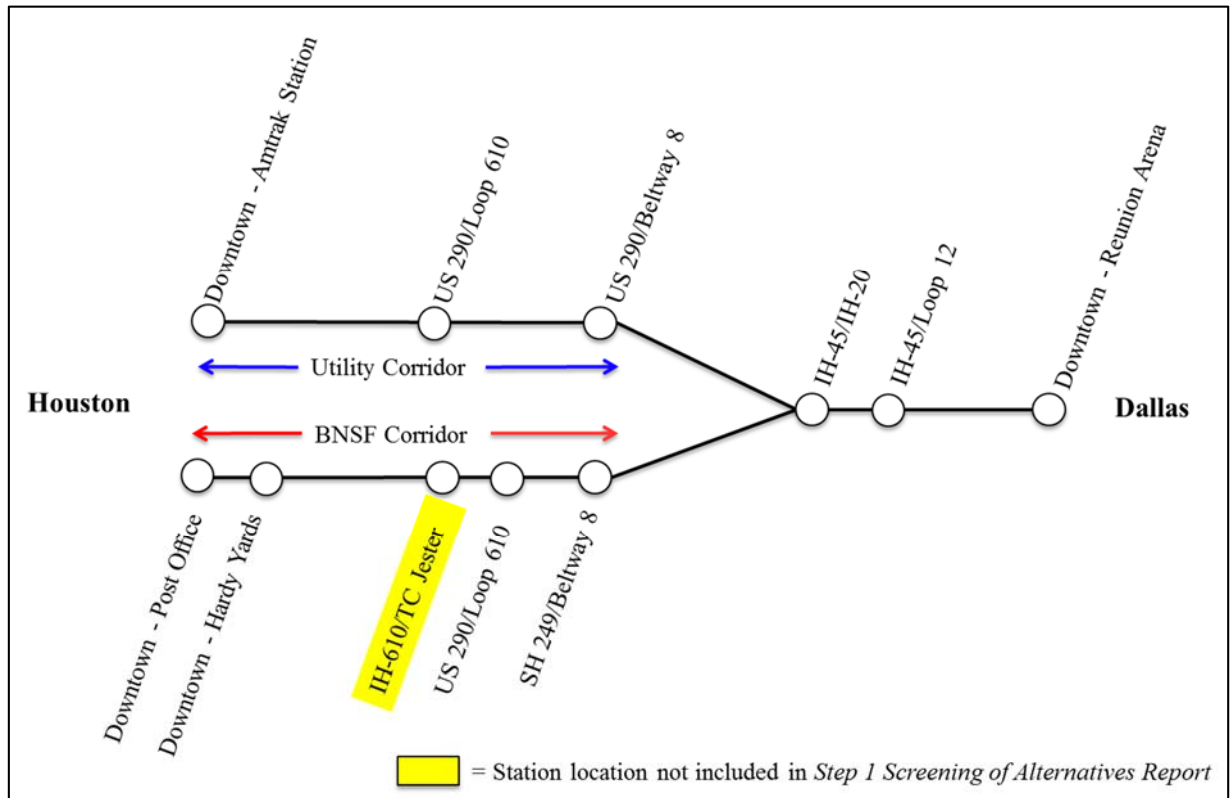 Downtown - Amtrak Station
US 290/Loop 610
US 290/Beltway 8
IH-45/IH-20
IH-45/Loop 12
Downtown - Reunion Arena
Utility Corridor
Houston
Dallas
BNSF Corridor
Downtown - Post Office
Downtown - Hardy Yards
IH-610/TC Jester
US 290/Loop 610
SH 249/Beltway 8
= Station location not included in Step 1 Screening of Alternatives Report